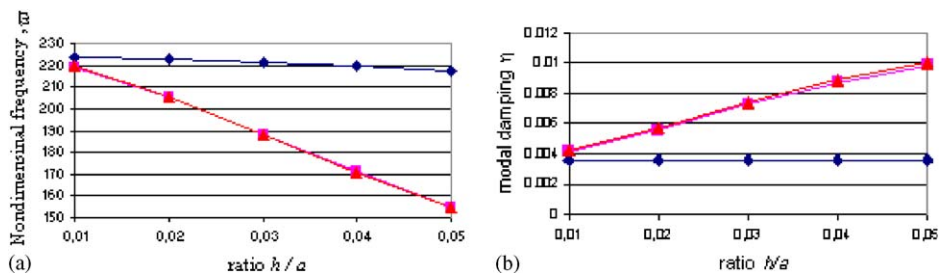 Nondimensinal frequency, ϖ
230
220
210
200
190
180
170
160
150
0,01 0,02 0,03 0,04 0,05
(a) ratio h / a
modal damping η
0.012
0.01
0.008
0.006
0.004
0.002
0
0,01 0,02 0,03 0,04 0,05
(b) ratio h/a